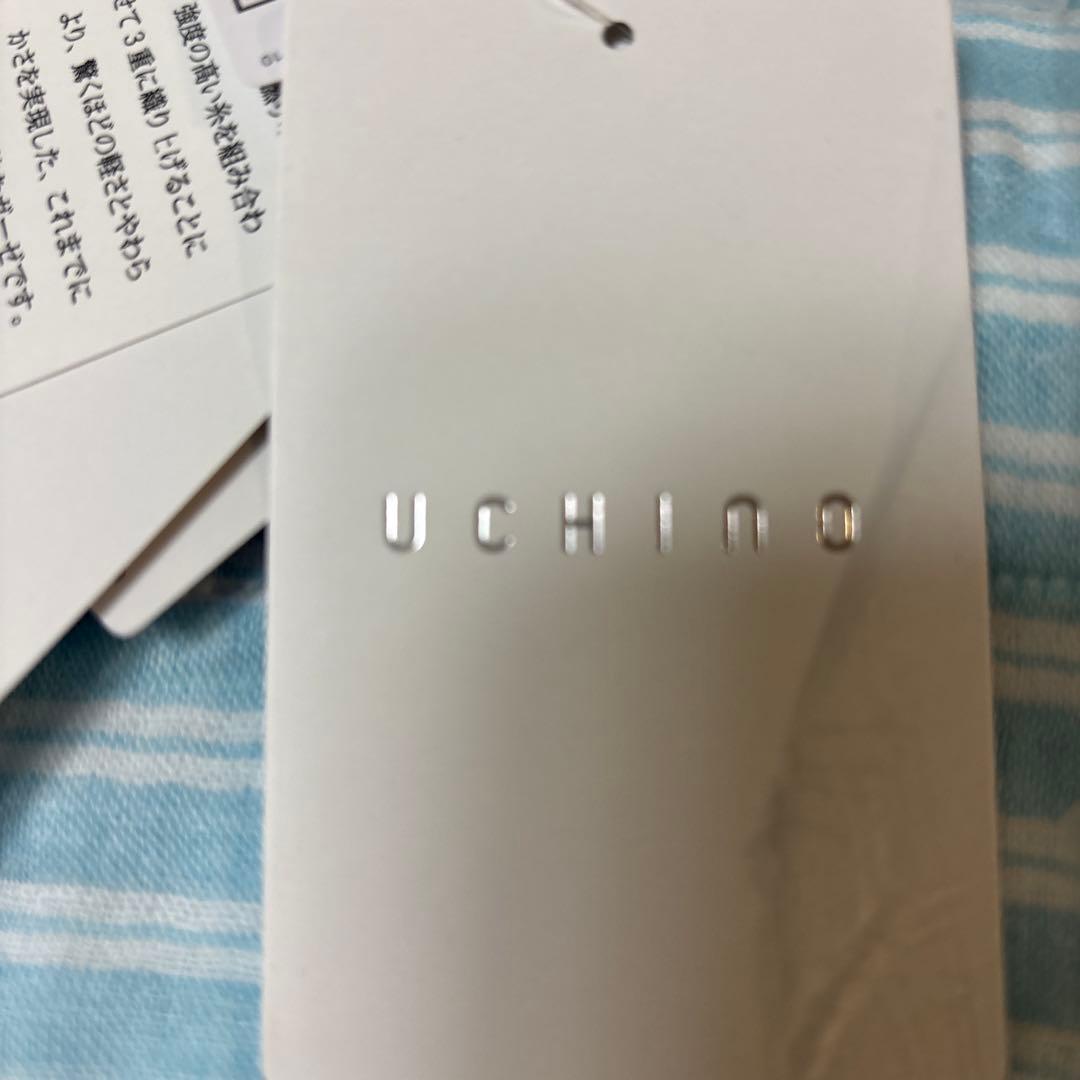 強度の高い糸を組み合わ
せて3重に織り上げることに
より、驚くほどの軽さとやわら
かさを実現した、これまでに
ガーゼです。
UCHINO